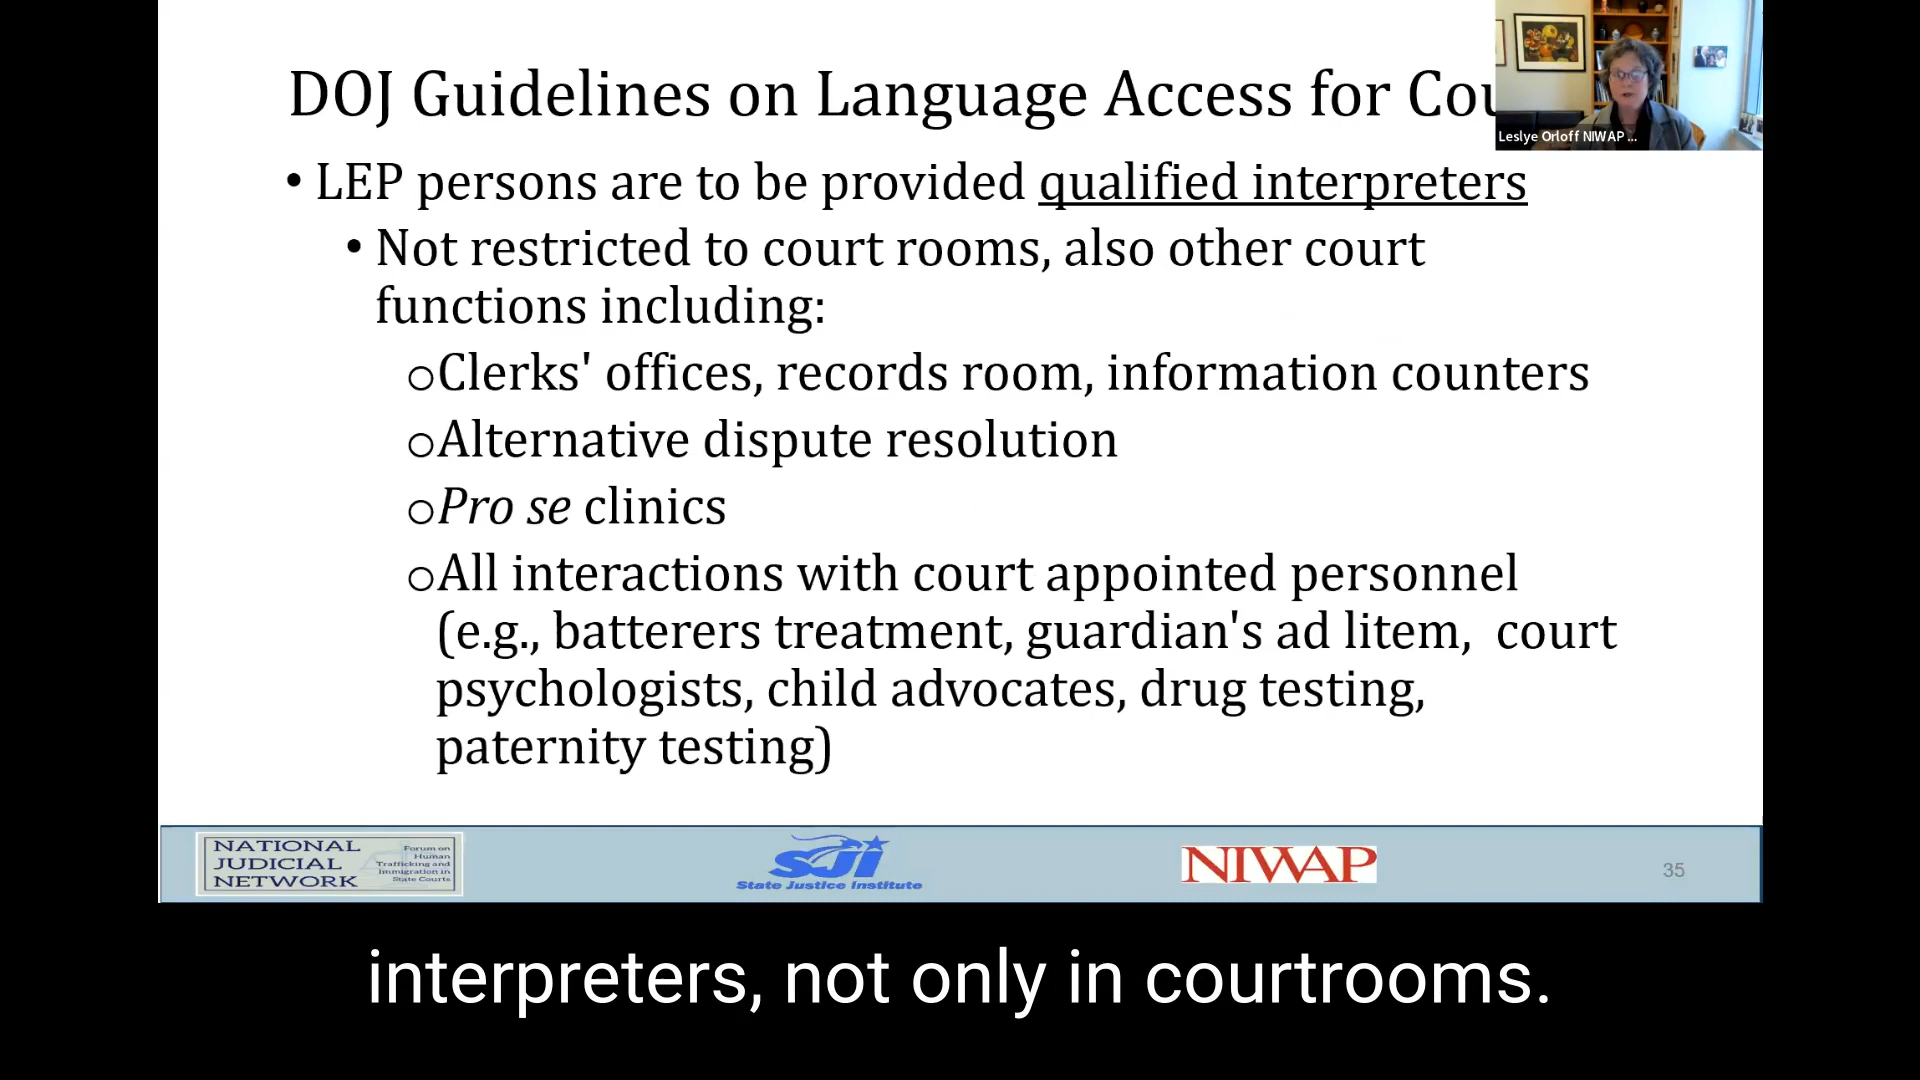 DOJ Guidelines on Language Access for Cou
Leslye Orloff NIWAP ...
• LEP persons are to be provided qualified interpreters
• Not restricted to court rooms, also other court
functions including:
oClerks' offices, records room, information counters
oAlternative dispute resolution
oPro se clinics
oAll interactions with court appointed personnel
(e.g., batterers treatment, guardian's ad litem,  court
psychologists, child advocates, drug testing,
paternity testing)
NATIONAL
JUDICIAL
NETWORK
Forum on
Human
Trafficking and
Immigration in
State Courts
SJI
State Justice Institute
NIWAP
35
interpreters, not only in courtrooms.